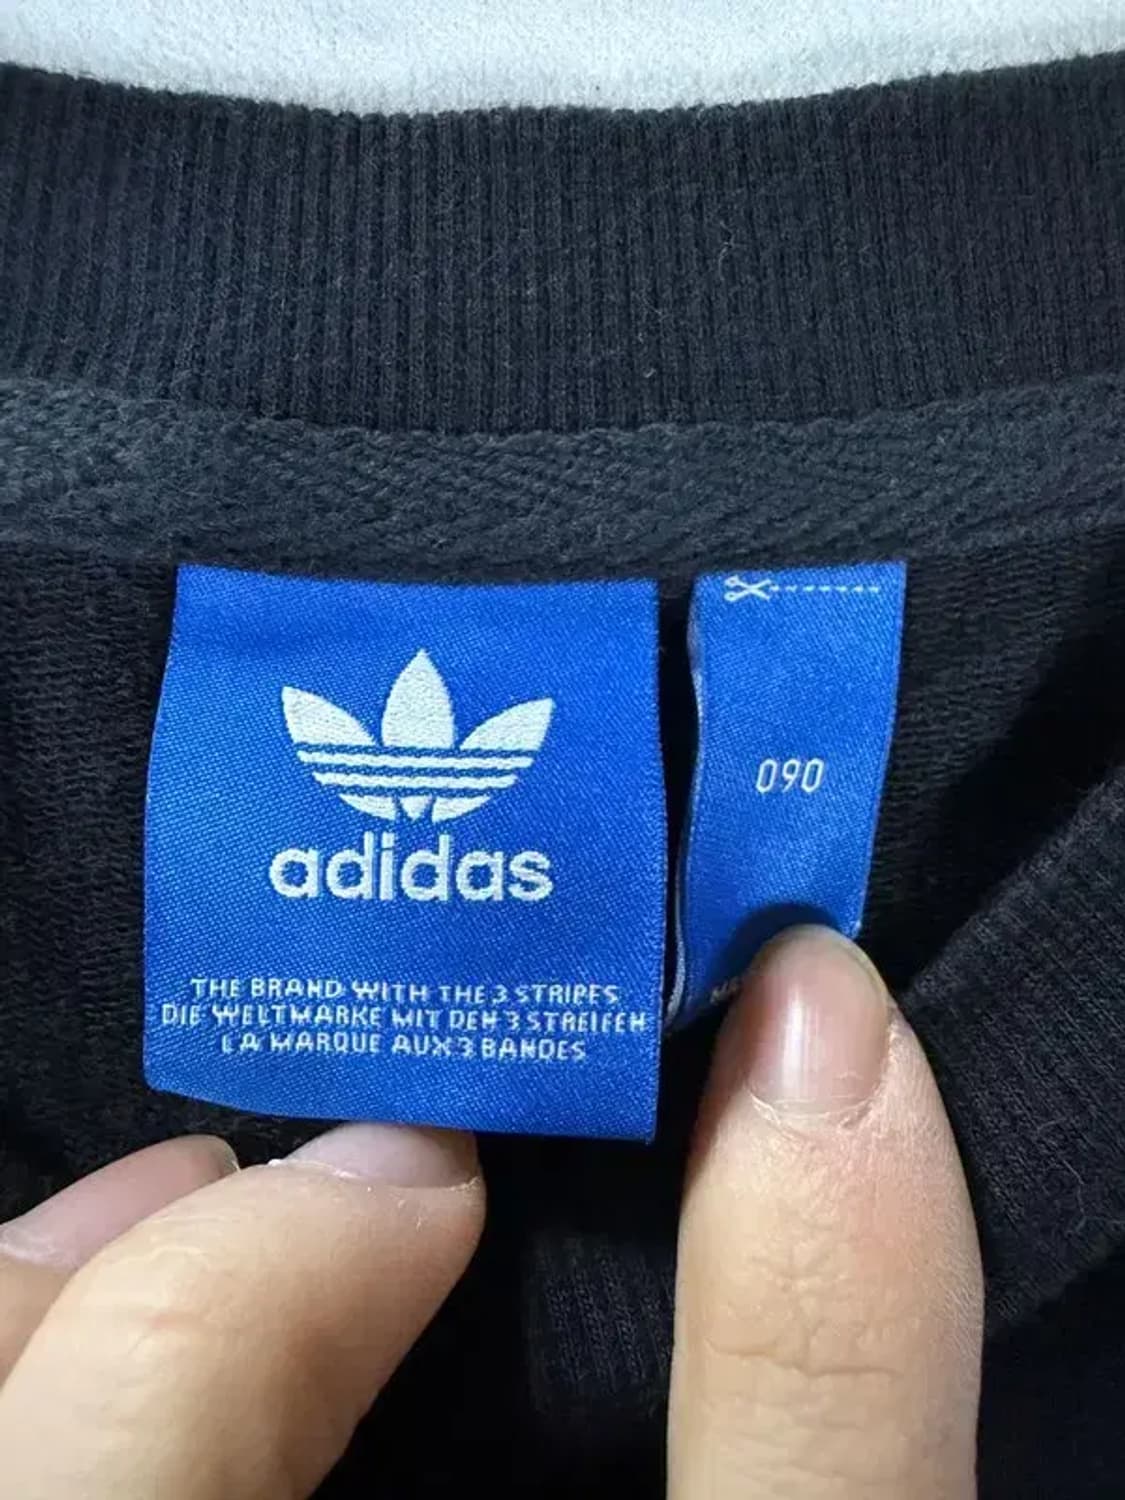 adidas
THE BRAND WITH THE 3 STRIPES
DIE WELTMARKE MIT DEN 3 STREIFEN
LA MARQUE AUX 3 BANDES
090